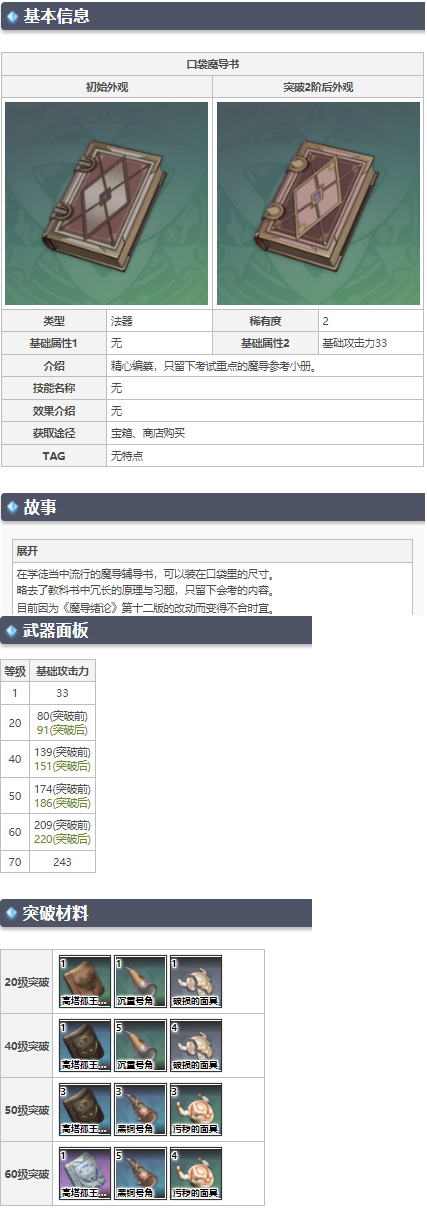 基本信息
口袋魔导书
初始外观 突破2阶后外观
类型 法器 稀有度 2
基础属性1 无 基础属性2 基础攻击力33
介绍 精心编纂，只留下考试重点的魔导参考小册。
技能名称 无
效果介绍 无
获取途径 宝箱、商店购买
TAG 无特点
故事
展开
在学徒当中流行的魔导辅导书，可以装在口袋里的尺寸。
略去了教科书中冗长的原理与习题，只留下会考的内容。
目前因为《魔导绪论》第十二版的改动而变得不合时宜。
武器面板
等级 基础攻击力
1 33
20 80(突破前)
91(突破后)
40 139(突破前)
151(突破后)
50 174(突破前)
186(突破后)
60 209(突破前)
220(突破后)
70 243
突破材料
20级突破
1 1 1
高塔孤王... 沉重号角 破损的面具
40级突破
1 5 4
高塔孤王... 沉重号角 破损的面具
50级突破
3 3 3
高塔孤王... 黑铜号角 污秽的面具
60级突破
1 5 4
高塔孤王... 黑铜号角 污秽的面具